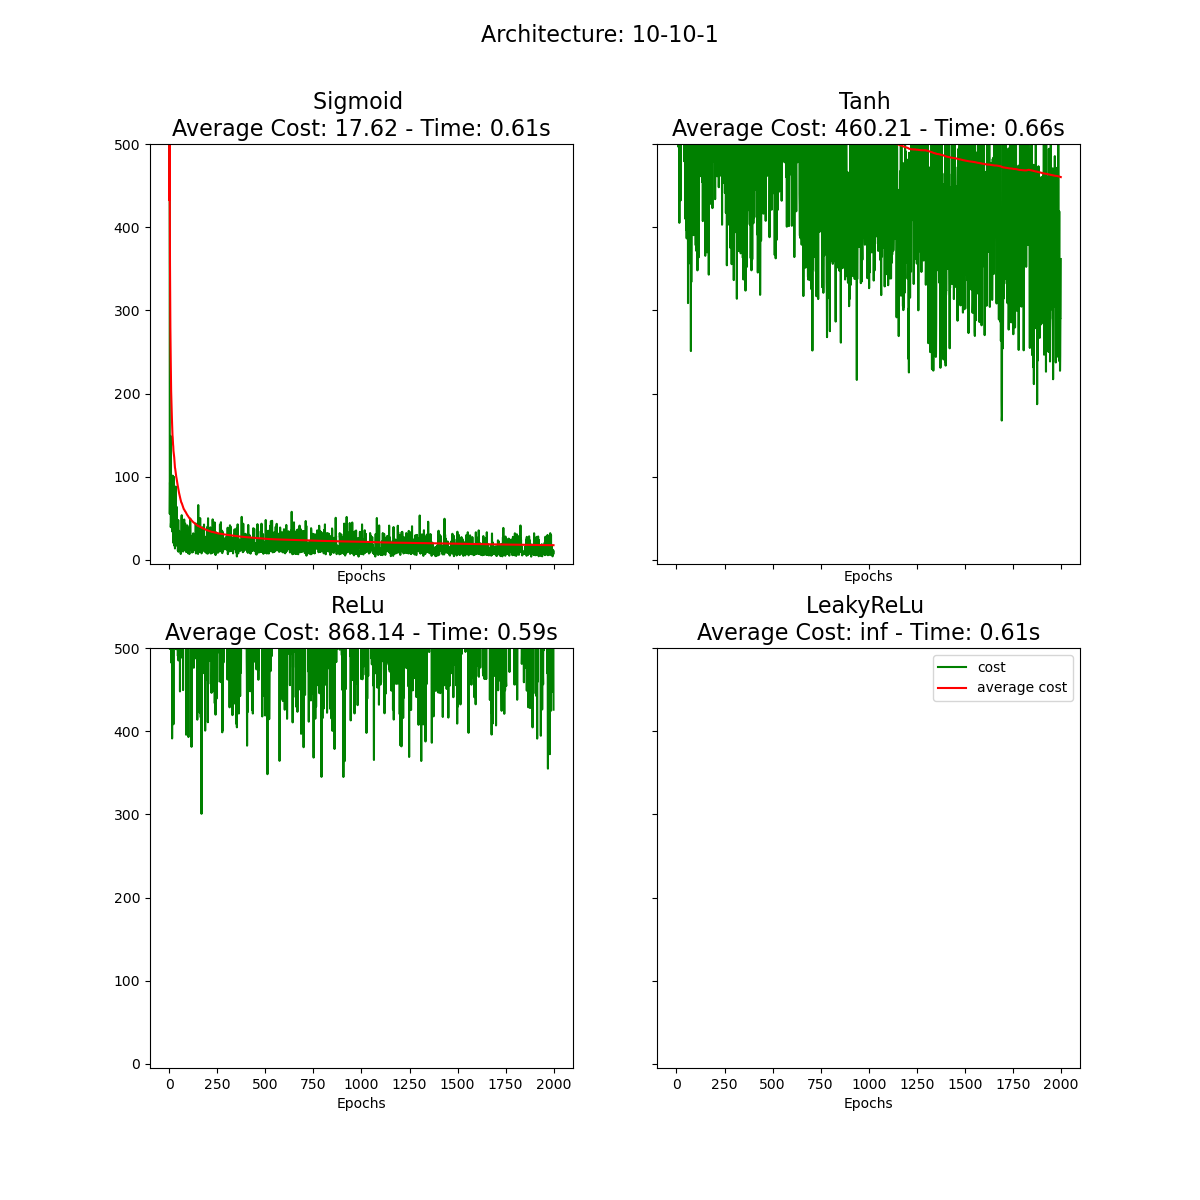 Architecture: 10-10-1
Sigmoid
Average Cost: 17.62 - Time: 0.61s
500
400
300
200
100
0
Epochs
Tanh
Average Cost: 460.21 - Time: 0.66s
Epochs
ReLu
Average Cost: 868.14 - Time: 0.59s
500
400
300
200
100
0
0 250 500 750 1000 1250 1500 1750 2000
Epochs
LeakyReLu
Average Cost: inf - Time: 0.61s
cost
average cost
0 250 500 750 1000 1250 1500 1750 2000
Epochs